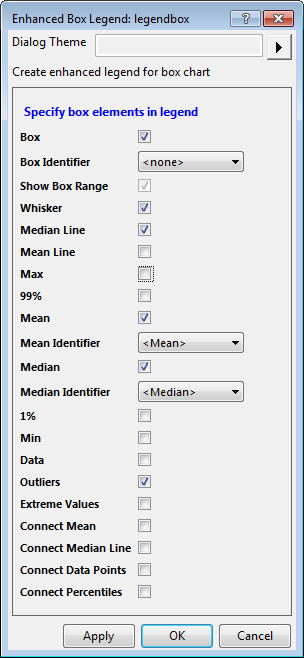 Enhanced Box Legend: legendbox
Dialog Theme
Create enhanced legend for box chart
Specify box elements in legend
Box
Box Identifier <none>
Show Box Range
Whisker
Median Line
Mean Line
Max
99%
Mean
Mean Identifier <Mean>
Median
Median Identifier <Median>
1%
Min
Data
Outliers
Extreme Values
Connect Mean
Connect Median Line
Connect Data Points
Connect Percentiles
Apply OK Cancel